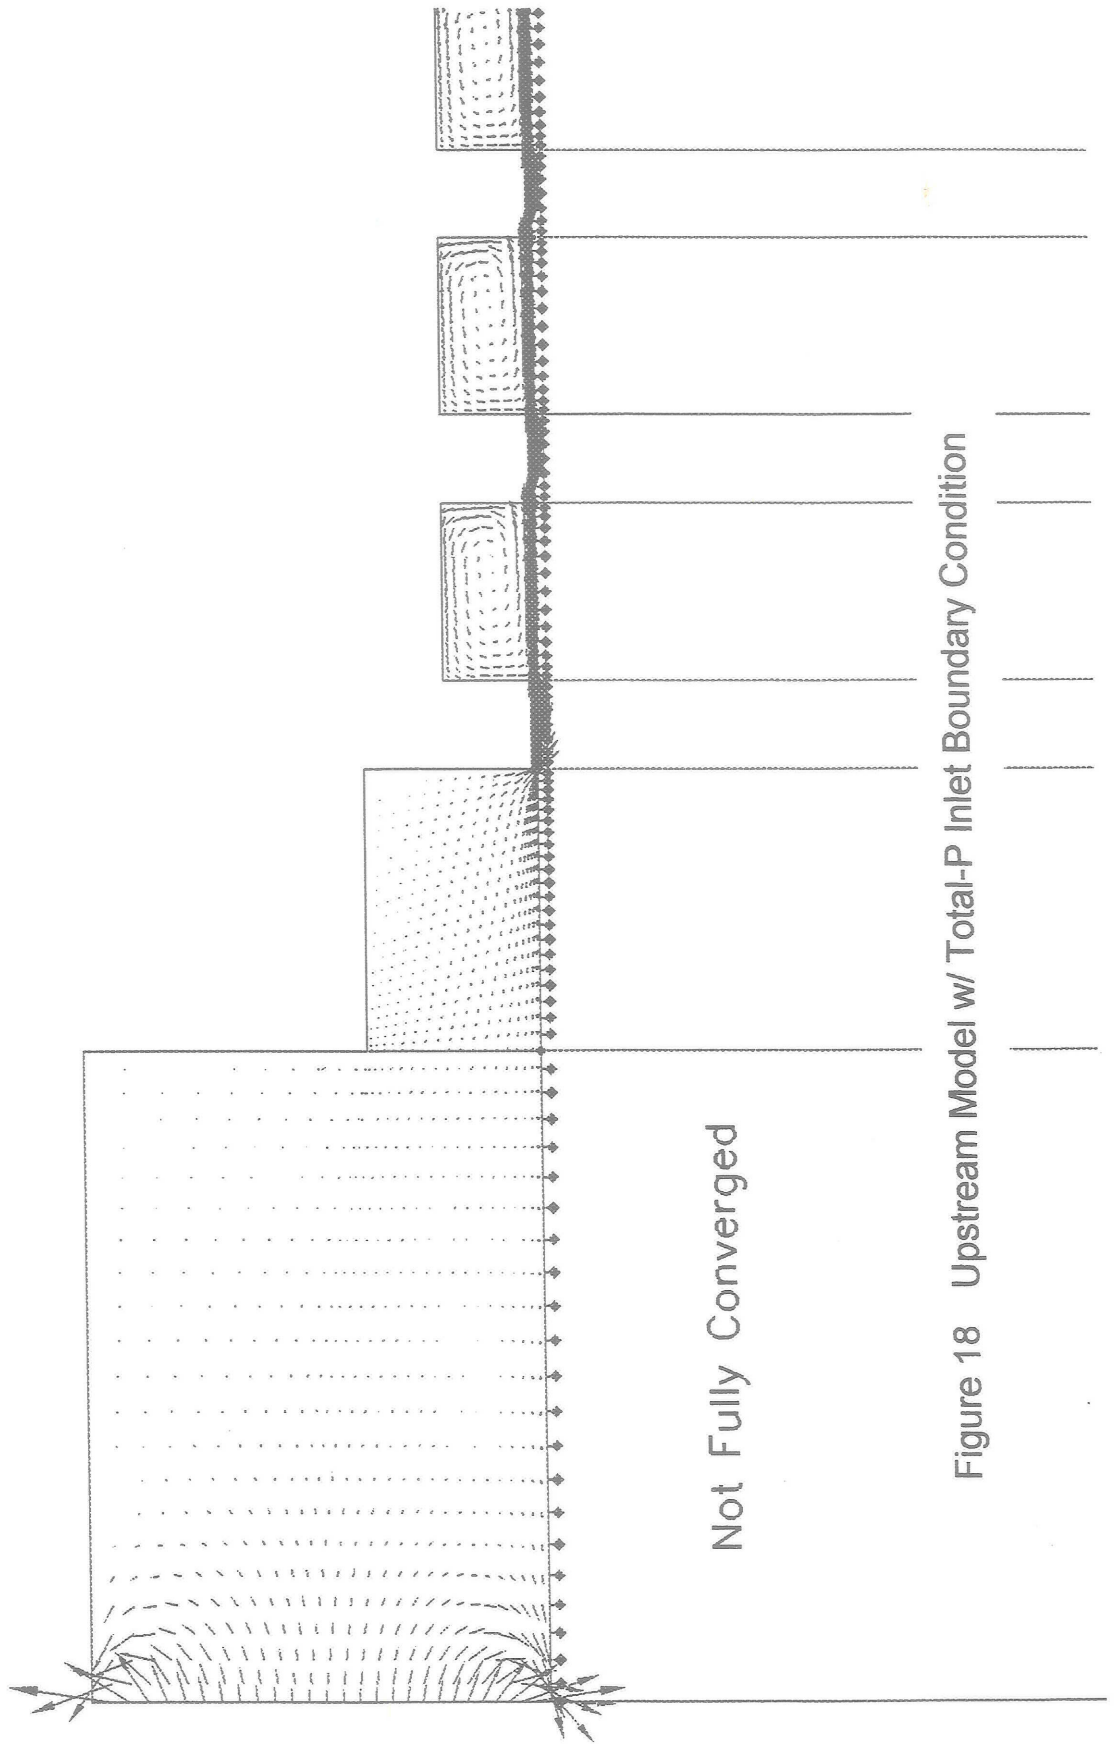 Not Fully Converged
Figure 18 Upstream Model w/ Total-P Inlet Boundary Condition